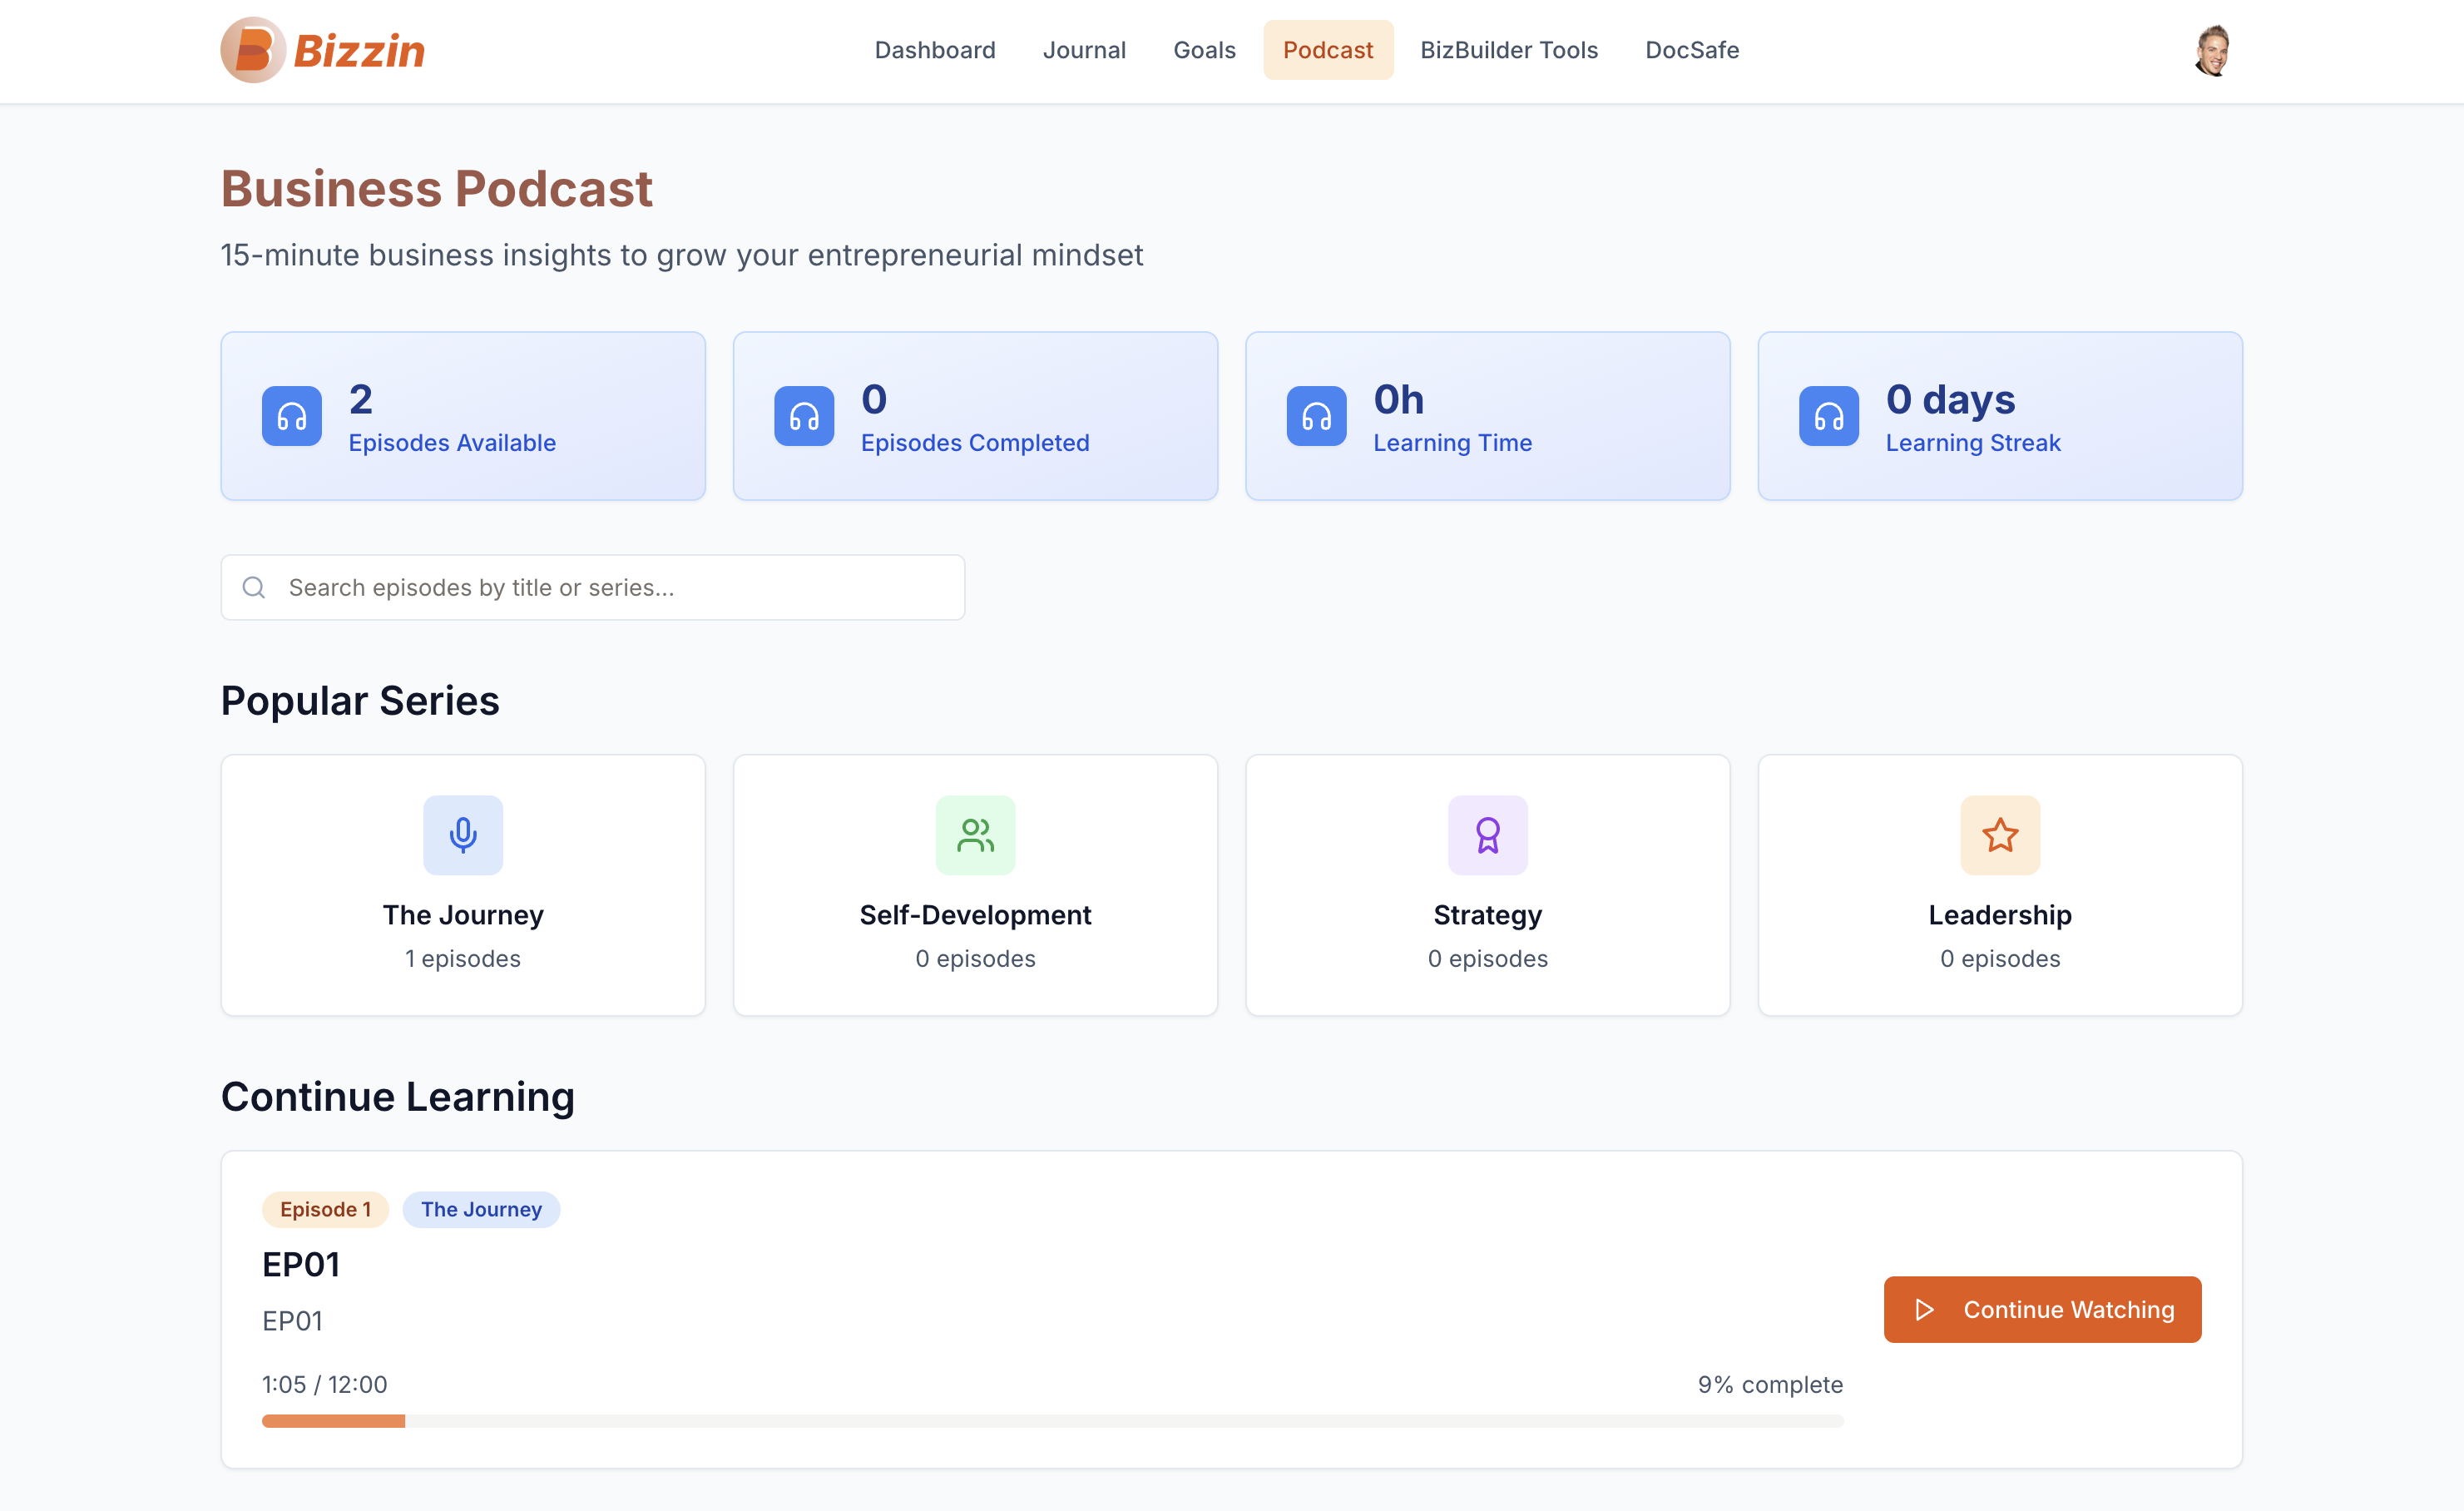 Bizzin
Dashboard Journal Goals Podcast BizBuilder Tools DocSafe
Business Podcast
15-minute business insights to grow your entrepreneurial mindset
2
Episodes Available
0
Episodes Completed
0h
Learning Time
0 days
Learning Streak
Search episodes by title or series...
Popular Series
The Journey
1 episodes
Self-Development
0 episodes
Strategy
0 episodes
Leadership
0 episodes
Continue Learning
Episode 1 The Journey
EP01
EP01
Continue Watching
1:05 / 12:00 9% complete